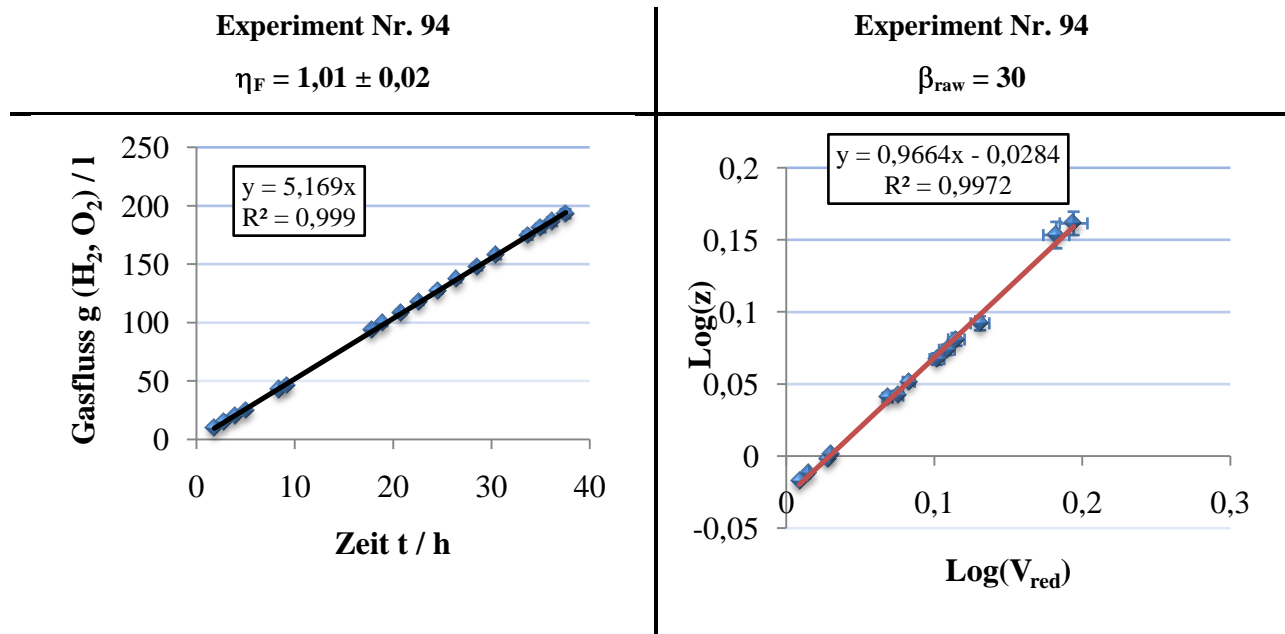 Experiment Nr. 94
η_F = 1,01 ± 0,02
Experiment Nr. 94
β_raw = 30
250
200
150
100
50
0
y = 5,169x
R² = 0,999
Gasfluss g (H₂, O₂) / l
0 10 20 30 40
Zeit t / h
0,2
0,15
0,1
0,05
0
-0,05
y = 0,9664x - 0,0284
R² = 0,9972
Log(z)
0 0,1 0,2 0,3
Log(V_red)